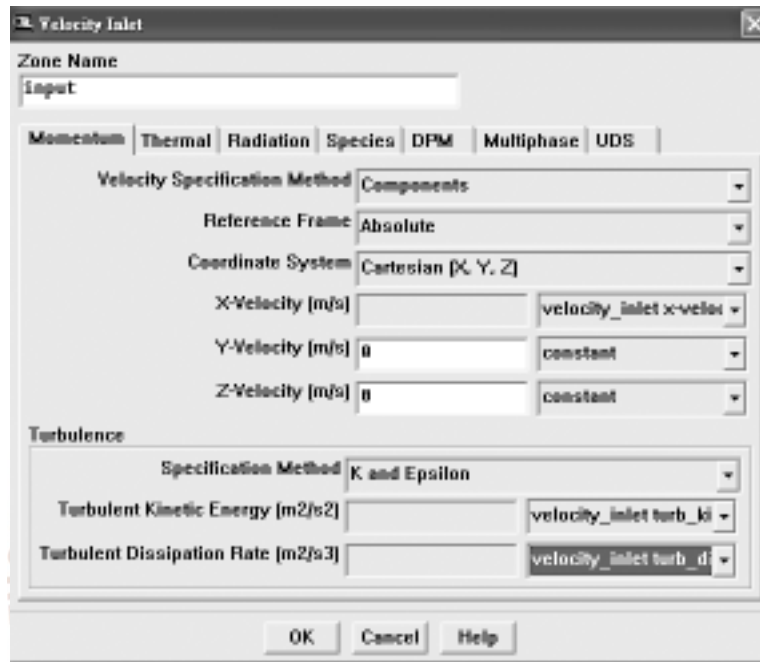 Velocity Inlet
Zone Name
input
Momentum Thermal Radiation Species DPM Multiphase UDS
Velocity Specification Method Components
Reference Frame Absolute
Coordinate System Cartesian (X, Y, Z)
X-Velocity (m/s) velocity_inlet x-veloc
Y-Velocity (m/s) 0 constant
Z-Velocity (m/s) 0 constant
Turbulence
Specification Method K and Epsilon
Turbulent Kinetic Energy (m2/s2) velocity_inlet turb_ki
Turbulent Dissipation Rate (m2/s3) velocity_inlet turb_di
OK Cancel Help